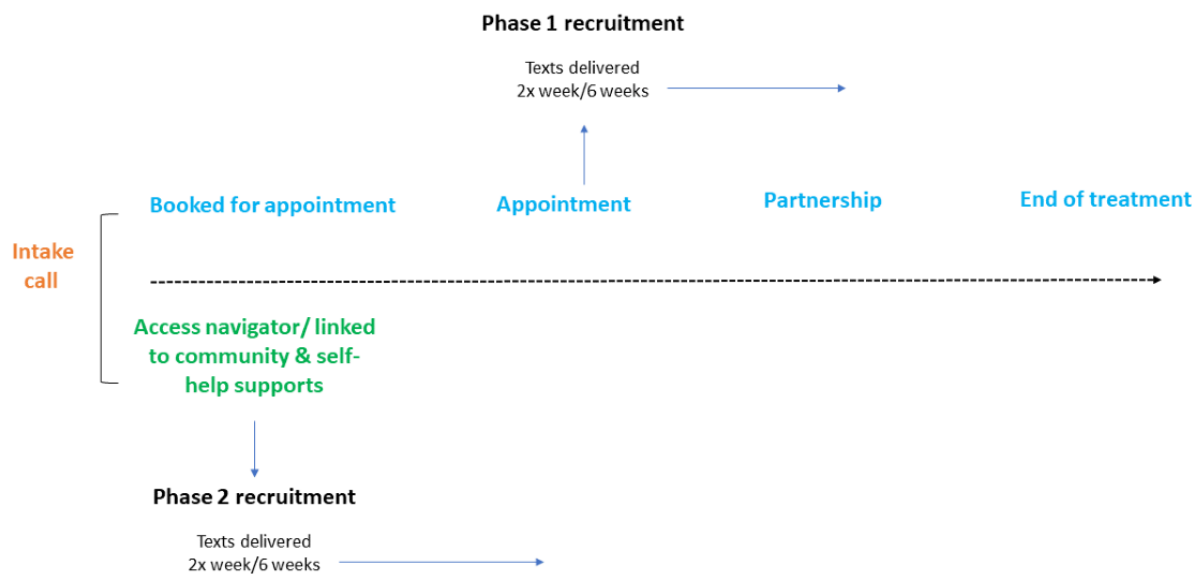 Phase 1 recruitment
Texts delivered
2x week/6 weeks
Booked for appointment
Appointment
Partnership
End of treatment
Intake
call
Access navigator/ linked
to community & self-
help supports
Phase 2 recruitment
Texts delivered
2x week/6 weeks